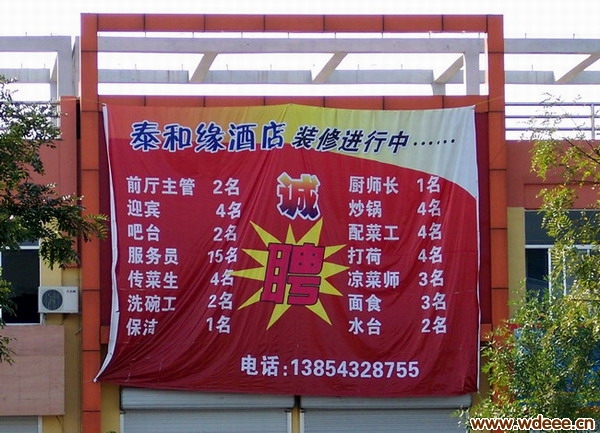 泰和缘酒店 装修进行中……
前厅主管 2名
迎宾 4名
吧台 2名
服务员 15名
传菜生 4名
洗碗工 2名
保洁 1名
诚
聘
厨师长 1名
炒锅 4名
配菜工 4名
打荷 4名
凉菜师 3名
面食 3名
水台 2名
电话:13854328755
www.wdeee.cn